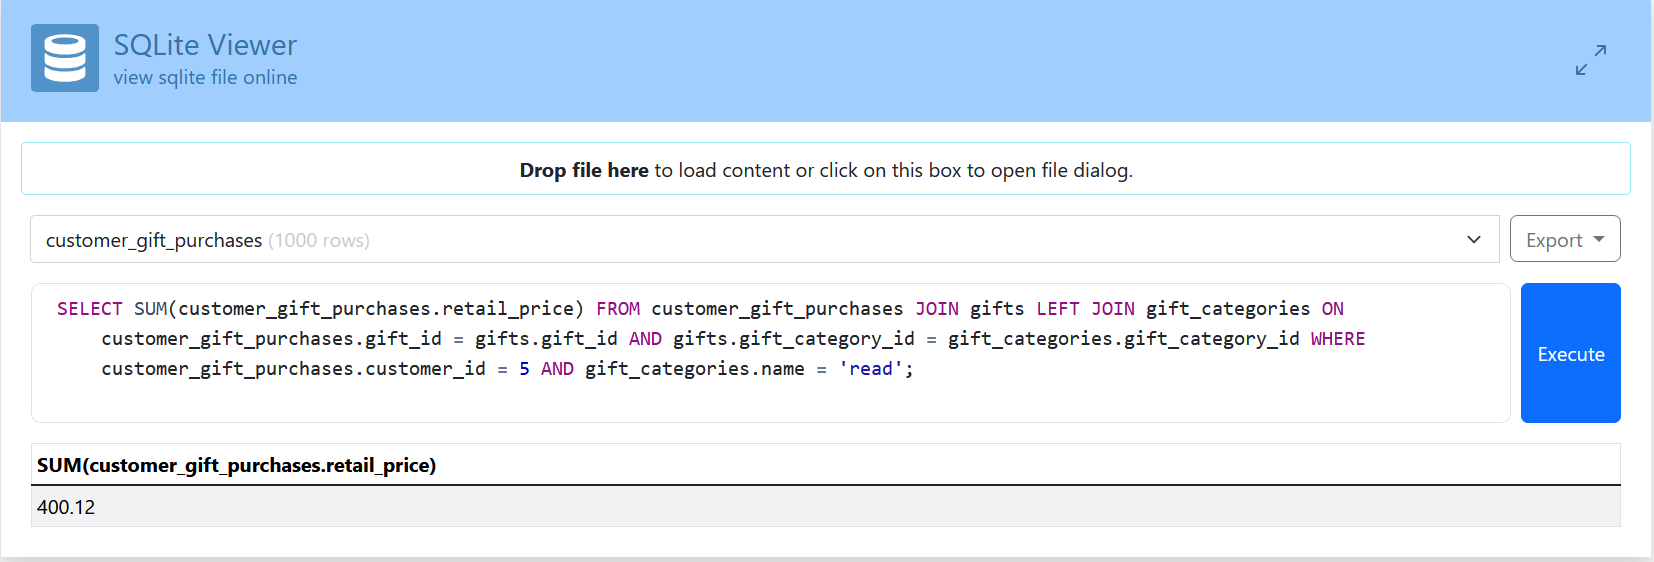 SQLite Viewer
view sqlite file online
Drop file here to load content or click on this box to open file dialog.
customer_gift_purchases (1000 rows)
Export
SELECT SUM(customer_gift_purchases.retail_price) FROM customer_gift_purchases JOIN gifts LEFT JOIN gift_categories ON
customer_gift_purchases.gift_id = gifts.gift_id AND gifts.gift_category_id = gift_categories.gift_category_id WHERE
customer_gift_purchases.customer_id = 5 AND gift_categories.name = 'read';
Execute
SUM(customer_gift_purchases.retail_price)
400.12